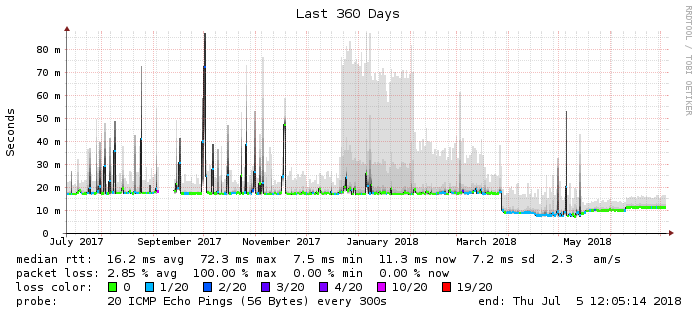 Last 360 Days
RRDTOOL / TOBI OETIKER
Seconds
80 m
70 m
60 m
50 m
40 m
30 m
20 m
10 m
0
July 2017 September 2017 November 2017 January 2018 March 2018 May 2018
median rtt: 16.2 ms avg 72.3 ms max 7.5 ms min 11.3 ms now 7.2 ms sd 2.3 am/s
packet loss: 2.85 % avg 100.00 % max 0.00 % min 0.00 % now
loss color: 0 1/20 2/20 3/20 4/20 10/20 19/20
probe: 20 ICMP Echo Pings (56 Bytes) every 300s end: Thu Jul 5 12:05:14 2018